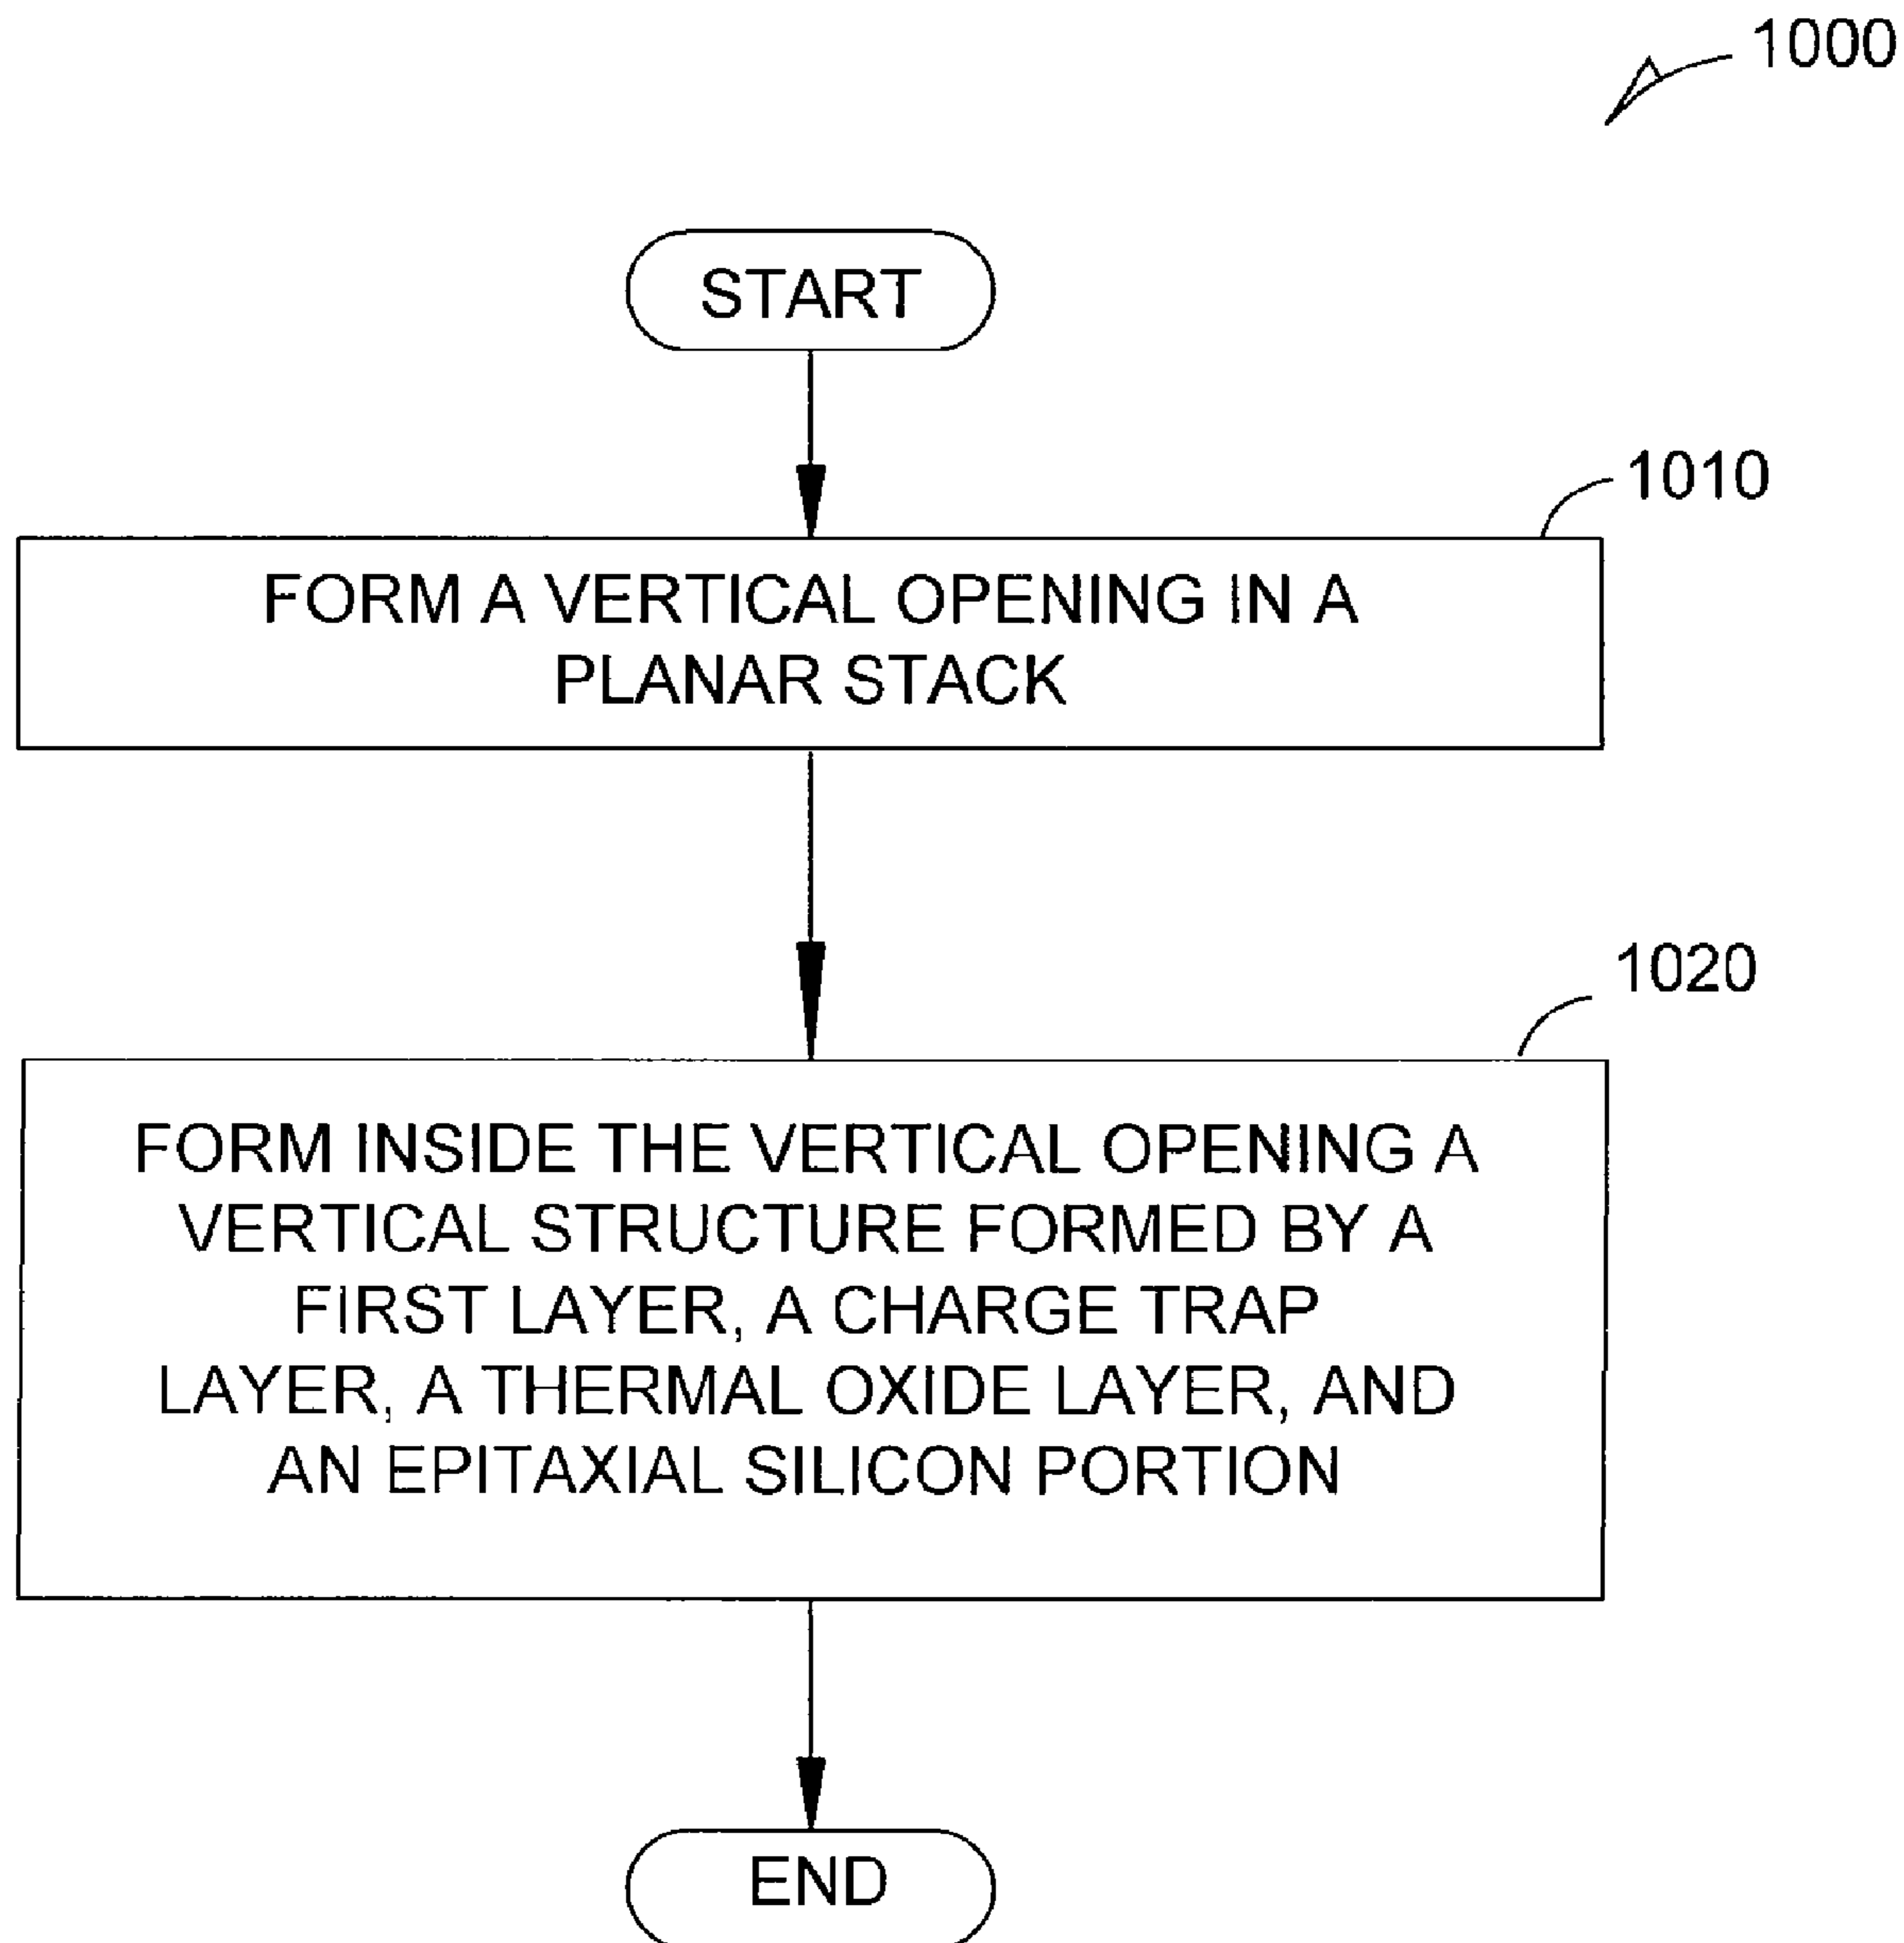 1000
START
1010
FORM A VERTICAL OPENING IN A
PLANAR STACK
1020
FORM INSIDE THE VERTICAL OPENING A
VERTICAL STRUCTURE FORMED BY A
FIRST LAYER, A CHARGE TRAP
LAYER, A THERMAL OXIDE LAYER, AND
AN EPITAXIAL SILICON PORTION
END